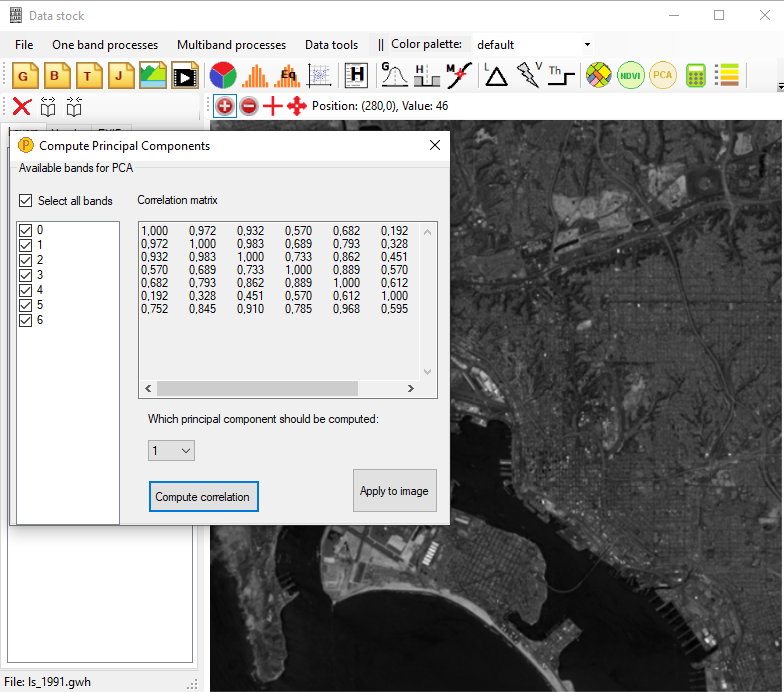 Data stock
File One band processes Multiband processes Data tools || Color palette: default
G B T J Eq H G H M L V Th NDVI PCA
Position: (280,0), Value: 46
EXIF
P Compute Principal Components
Available bands for PCA
Select all bands
Correlation matrix
0
1
2
3
4
5
6
1,000 0,972 0,932 0,570 0,682 0,192
0,972 1,000 0,983 0,689 0,793 0,328
0,932 0,983 1,000 0,733 0,862 0,451
0,570 0,689 0,733 1,000 0,889 0,570
0,682 0,793 0,862 0,889 1,000 0,612
0,192 0,328 0,451 0,570 0,612 1,000
0,752 0,845 0,910 0,785 0,968 0,595
Which principal component should be computed:
1
Compute correlation
Apply to image
File: ls_1991.gwh